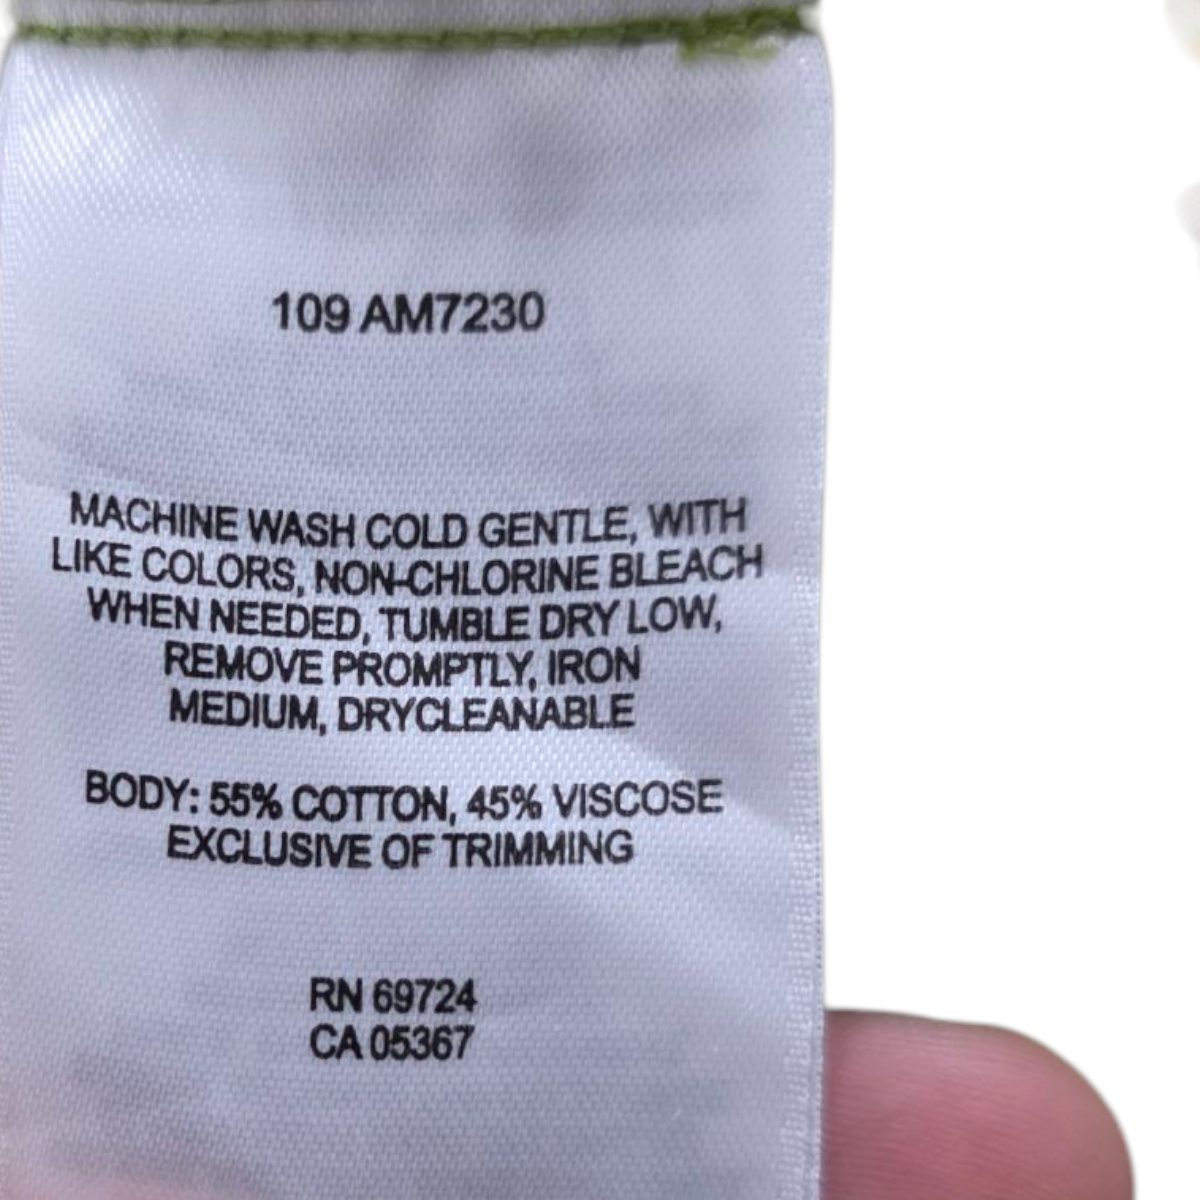 109 AM7230
MACHINE WASH COLD GENTLE, WITH
LIKE COLORS, NON-CHLORINE BLEACH
WHEN NEEDED, TUMBLE DRY LOW,
REMOVE PROMPTLY, IRON
MEDIUM, DRYCLEANABLE
BODY: 55% COTTON, 45% VISCOSE
EXCLUSIVE OF TRIMMING
RN 69724
CA 05367